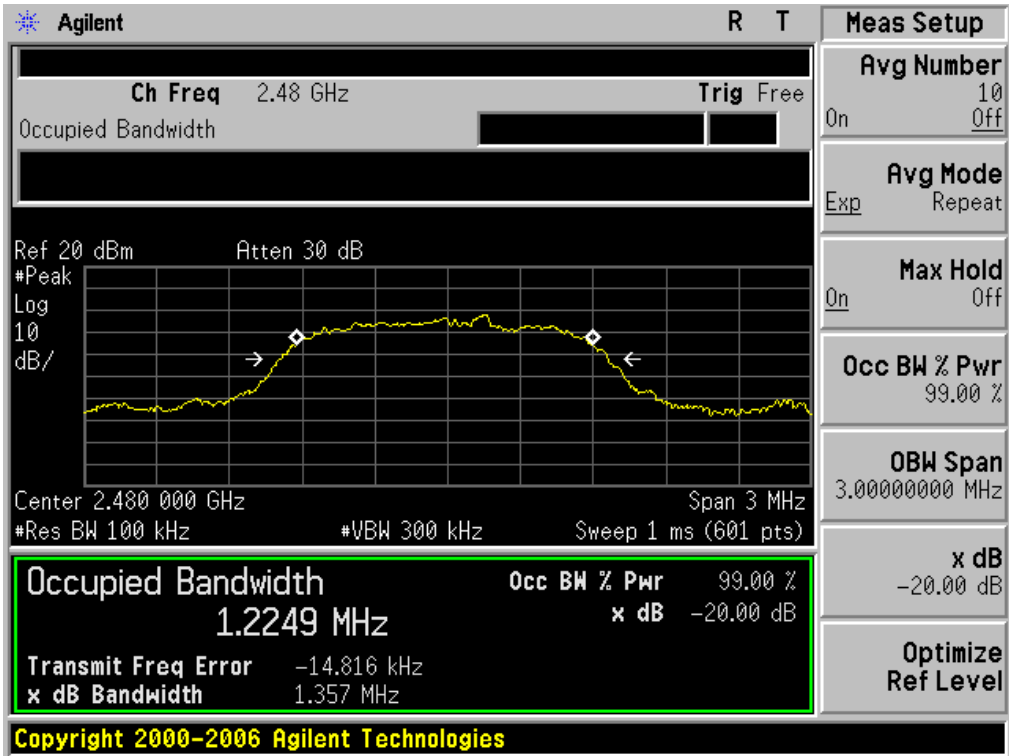 Agilent R T
Meas Setup
Ch Freq 2.48 GHz Trig Free
Occupied Bandwidth
Ref 20 dBm Atten 30 dB
#Peak
Log
10
dB/
Center 2.480 000 GHz Span 3 MHz
#Res BW 100 kHz #VBW 300 kHz Sweep 1 ms (601 pts)
Occupied Bandwidth
1.2249 MHz
Occ BW % Pwr 99.00 %
x dB -20.00 dB
Transmit Freq Error -14.816 kHz
x dB Bandwidth 1.357 MHz
Avg Number
10
On Off
Avg Mode
Exp Repeat
Max Hold
On Off
Occ BW % Pwr
99.00 %
OBW Span
3.00000000 MHz
x dB
-20.00 dB
Optimize
Ref Level
Copyright 2000-2006 Agilent Technologies